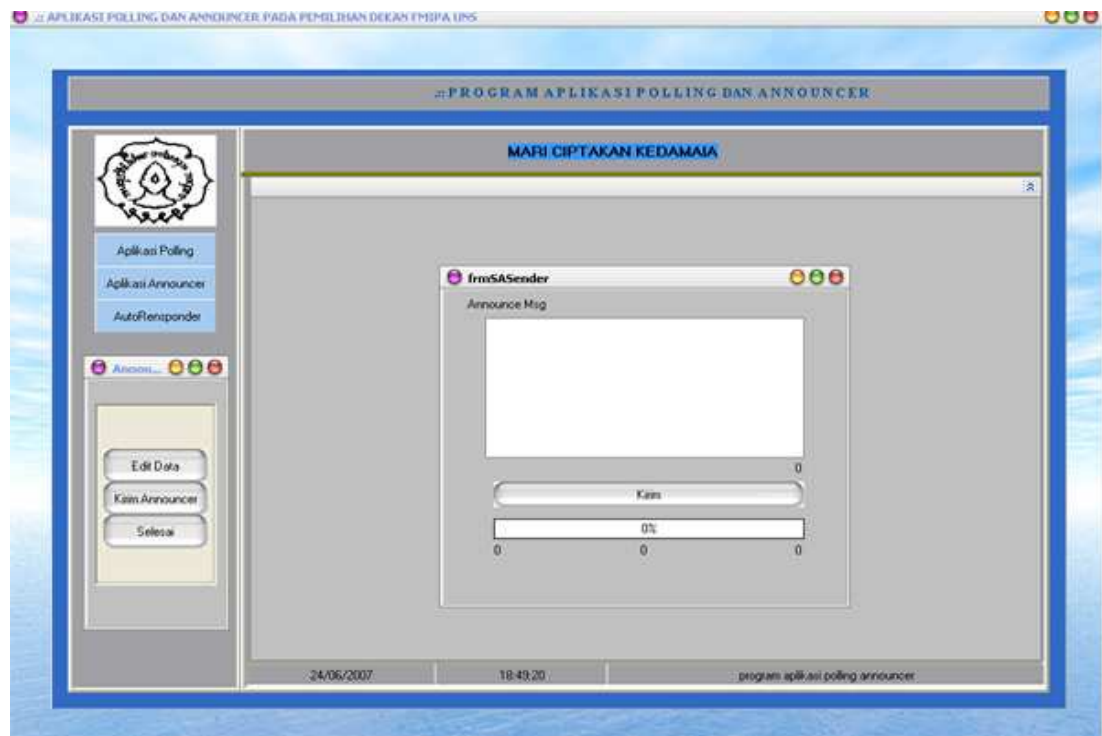 .:: APLIKASI POLLING DAN ANNOUNCER PADA PEMILIHAN DEKAN FMIPA UNS
.::PROGRAM APLIKASI POLLING DAN ANNOUNCER
MARI CIPTAKAN KEDAMAIA
Aplikasi Polling
Aplikasi Announcer
AutoRensponder
Announ...
Edit Data
Kirim Announcer
Selesai
frmSASender
Announce Msg
0
Kirim
0%
0 0 0
24/06/2007 18:49:20 program aplikasi polling announcer